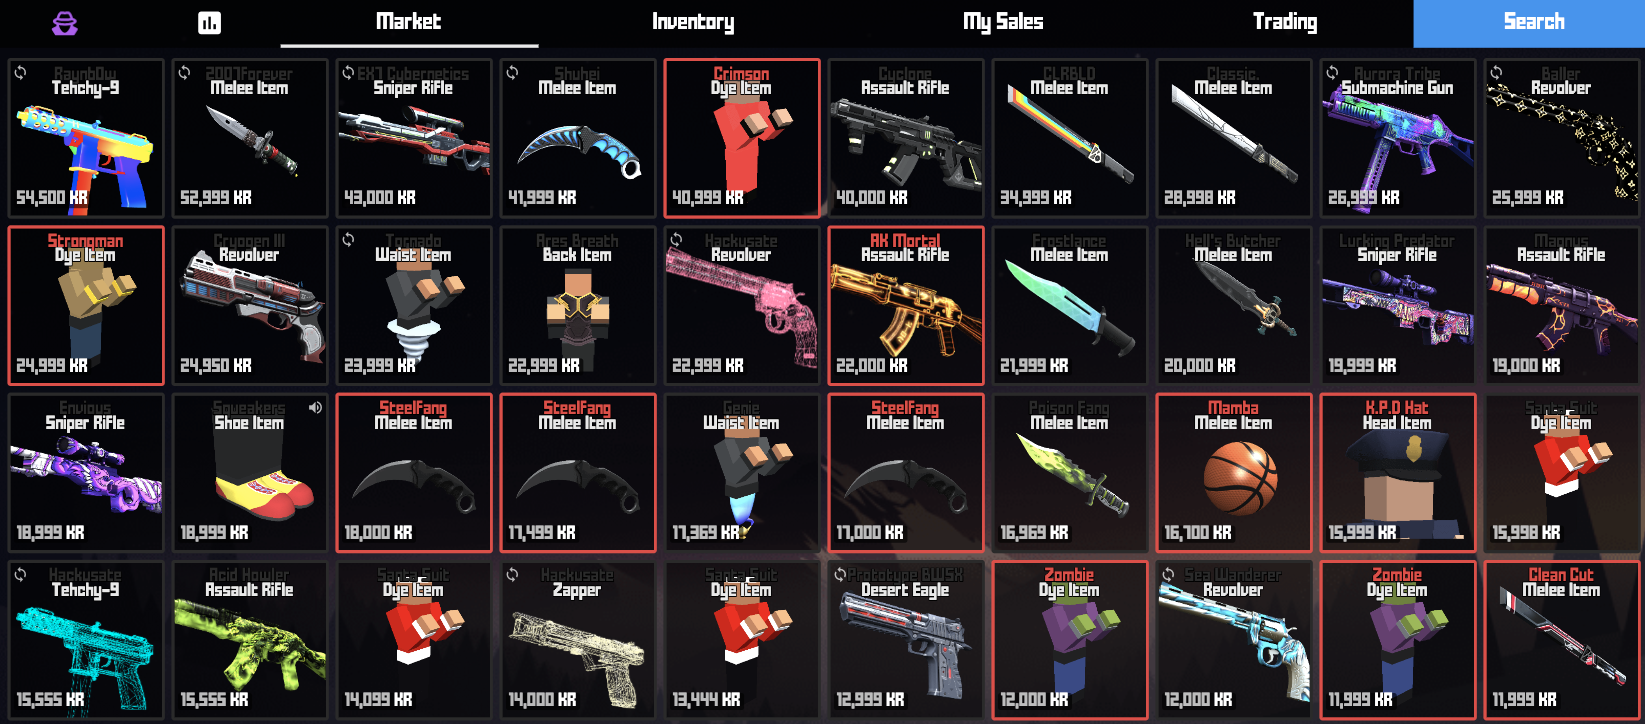 Market Inventory My Sales Trading Search
Raynb0w
Tehchy-9
54,500 KR
2007forever
Melee Item
52,999 KR
EX7 Cybernetics
Sniper Rifle
43,000 KR
Shuhei
Melee Item
41,999 KR
Crimson
Dye Item
40,999 KR
Cyclone
Assault Rifle
40,000 KR
CLRBLD
Melee Item
34,999 KR
Classic.
Melee Item
28,998 KR
Aurora Tribe
Submachine Gun
26,999 KR
Baller
Revolver
25,999 KR
Strongman
Dye Item
24,999 KR
Cryogen III
Revolver
24,950 KR
Tornado
Waist Item
23,999 KR
Ares Breath
Back Item
22,999 KR
Hackusate
Revolver
22,999 KR
AK Mortal
Assault Rifle
22,000 KR
Frostlance
Melee Item
21,999 KR
Hell's Butcher
Melee Item
20,000 KR
Lurking Predator
Sniper Rifle
19,999 KR
Magnus
Assault Rifle
19,000 KR
Envious
Sniper Rifle
18,999 KR
Squeakers
Shoe Item
18,999 KR
SteelFang
Melee Item
18,000 KR
SteelFang
Melee Item
17,499 KR
Genie
Waist Item
17,369 KR
SteelFang
Melee Item
17,000 KR
Poison Fang
Melee Item
16,969 KR
Mamba
Melee Item
16,700 KR
K.P.D Hat
Head Item
15,999 KR
Santa Suit
Dye Item
15,998 KR
Hackusate
Tehchy-9
15,555 KR
Acid Howler
Assault Rifle
15,555 KR
Santa Suit
Dye Item
14,099 KR
Hackusate
Zapper
14,000 KR
Santa Suit
Dye Item
13,444 KR
Prototype BWSX
Desert Eagle
12,999 KR
Zombie
Dye Item
12,000 KR
Sea Wanderer
Revolver
12,000 KR
Zombie
Dye Item
11,999 KR
Clean Cut
Melee Item
11,999 KR